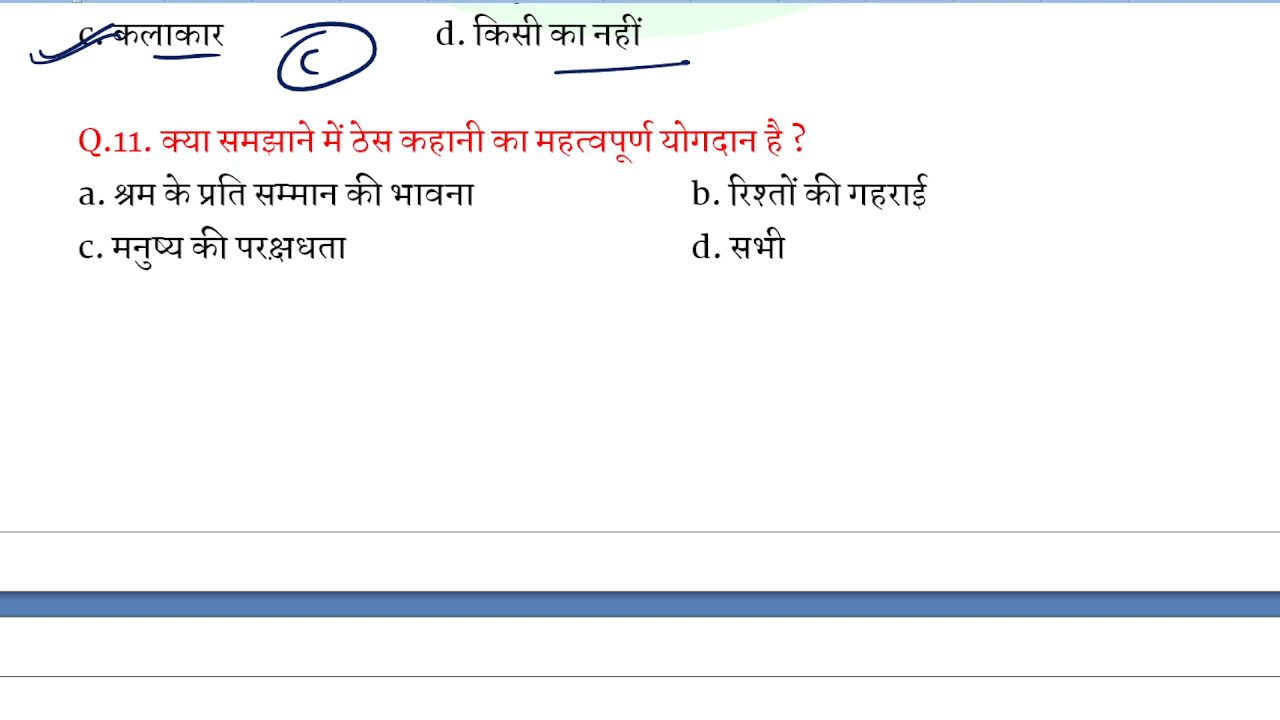 c. कलाकार d. किसी का नहीं
C
Q.11. क्या समझाने में ठेस कहानी का महत्वपूर्ण योगदान है ?
a. श्रम के प्रति सम्मान की भावना b. रिश्तों की गहराई
c. मनुष्य की परक्षधता d. सभी